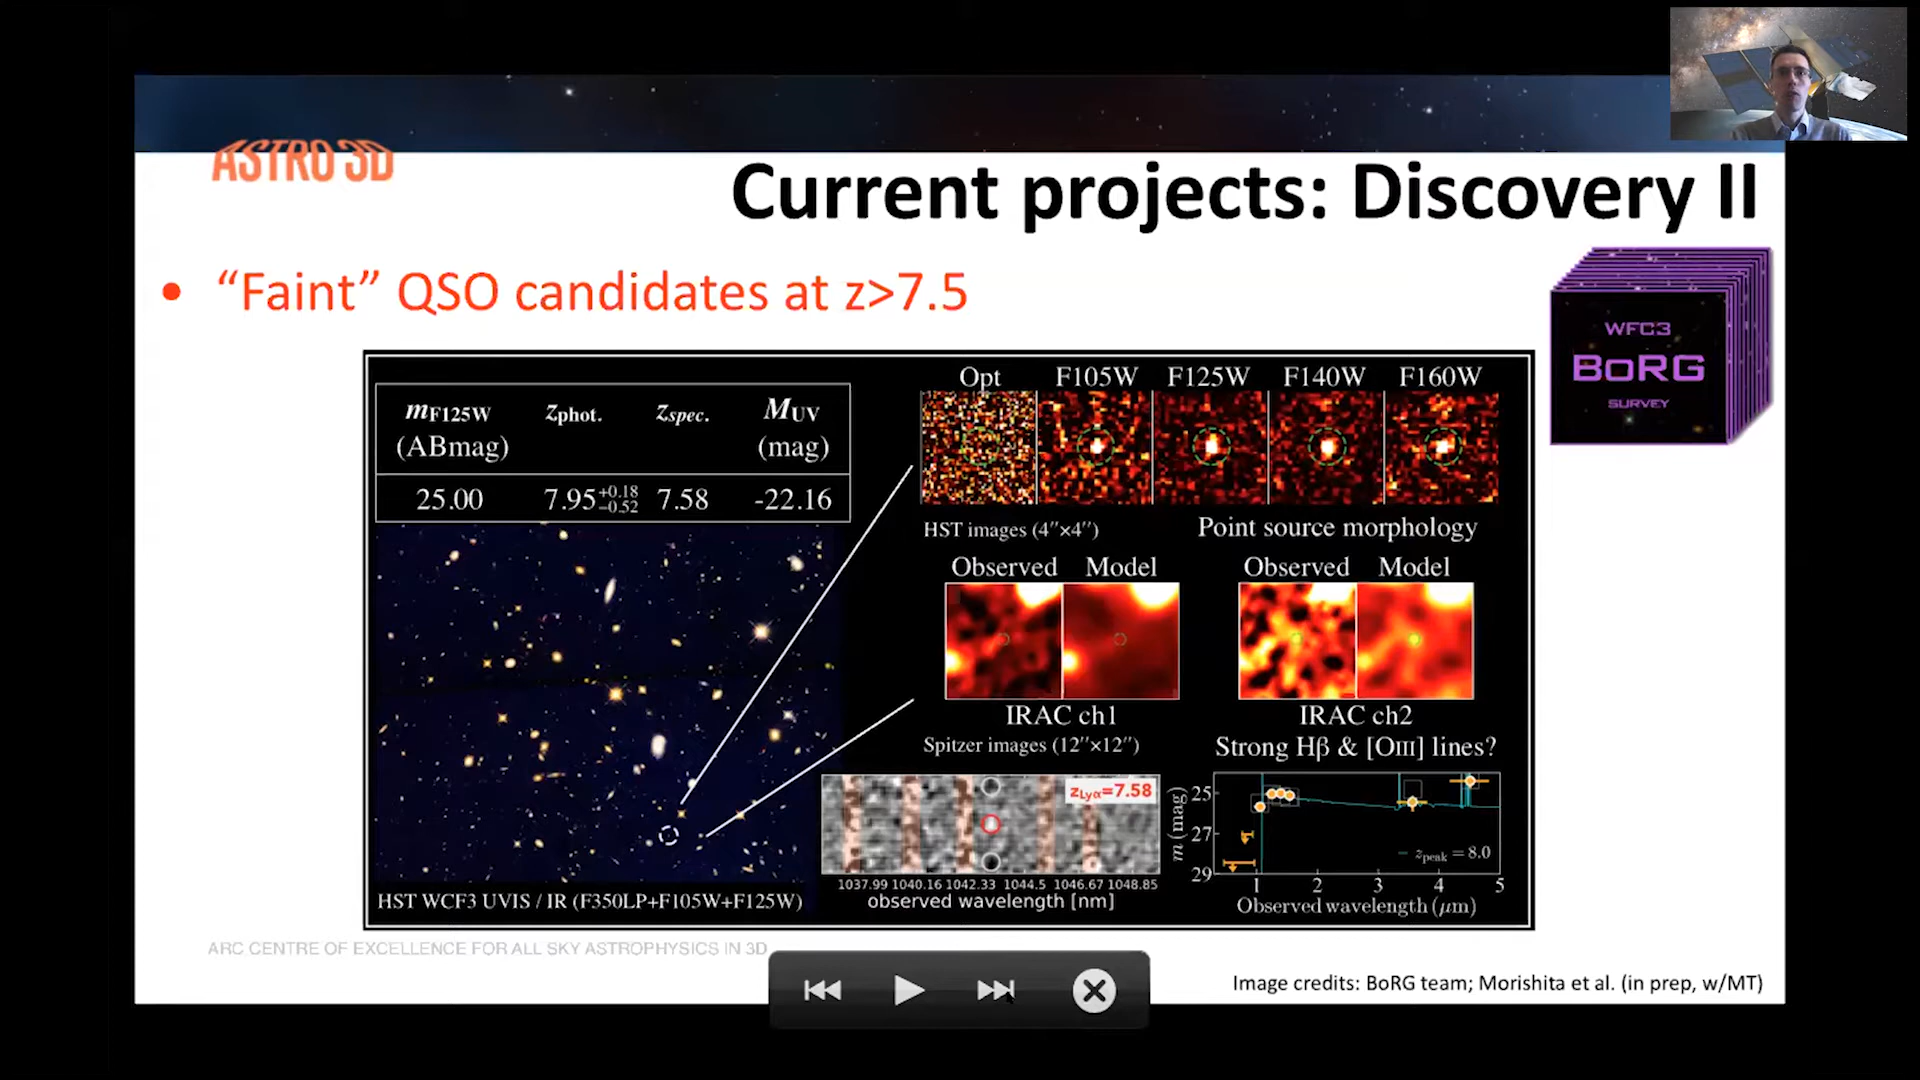 ASTRO 3D
Current projects: Discovery II
• “Faint” QSO candidates at z>7.5
WFC3
BoRG
SURVEY
mF125W zphot. zspec. MUV
(ABmag) (mag)
25.00 7.95+0.18−0.52 7.58 -22.16
Opt F105W F125W F140W F160W
HST images (4″×4″) Point source morphology
Observed Model Observed Model
IRAC ch1 IRAC ch2
Spitzer images (12″×12″) Strong Hβ & [OIII] lines?
zLyα=7.58
1037.99 1040.16 1042.33 1044.5 1046.67 1048.85
observed wavelength [nm]
m (mag)
25
27
29
zpeak = 8.0
1 2 3 4 5
Observed wavelength (μm)
HST WCF3 UVIS / IR (F350LP+F105W+F125W)
ARC CENTRE OF EXCELLENCE FOR ALL SKY ASTROPHYSICS IN 3D
Image credits: BoRG team; Morishita et al. (in prep, w/MT)